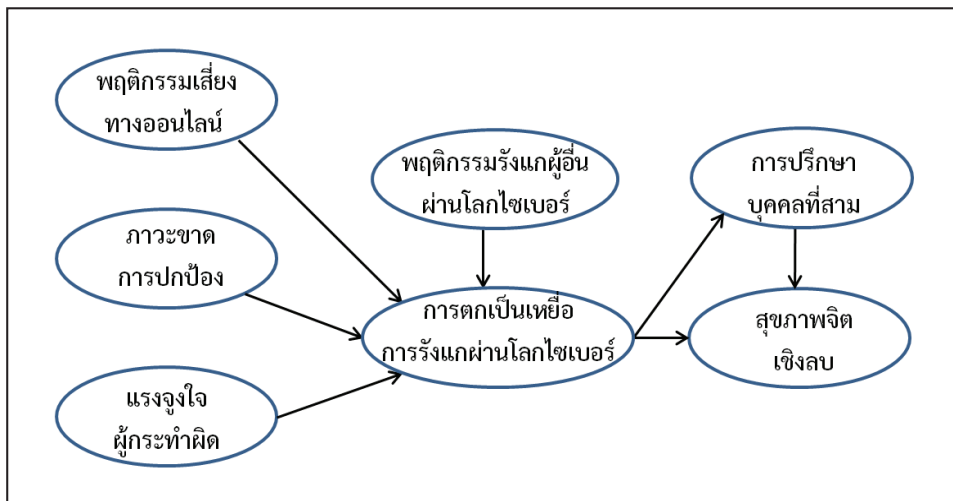 พฤติกรรมเสี่ยง
ทางออนไลน์
พฤติกรรมรังแกผู้อื่น
ผ่านโลกไซเบอร์
การปรึกษา
บุคคลที่สาม
ภาวะขาด
การปกป้อง
การตกเป็นเหยื่อ
การรังแกผ่านโลกไซเบอร์
สุขภาพจิต
เชิงลบ
แรงจูงใจ
ผู้กระทำผิด